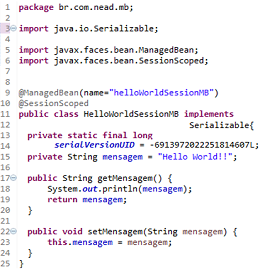 1 package br.com.nead.mb;
2
3 import java.io.Serializable;
4
5 import javax.faces.bean.ManagedBean;
6 import javax.faces.bean.SessionScoped;
7
8
9 @ManagedBean(name="helloWorldSessionMB")
10 @SessionScoped
11 public class HelloWorldSessionMB implements
12 Serializable{
13 private static final long
14 serialVersionUID = -6913972022251814607L;
15 private String mensagem = "Hello World!!";
16
17 public String getMensagem() {
18 System.out.println(mensagem);
19 return mensagem;
20 }
21
22 public void setMensagem(String mensagem) {
23 this.mensagem = mensagem;
24 }
25 }